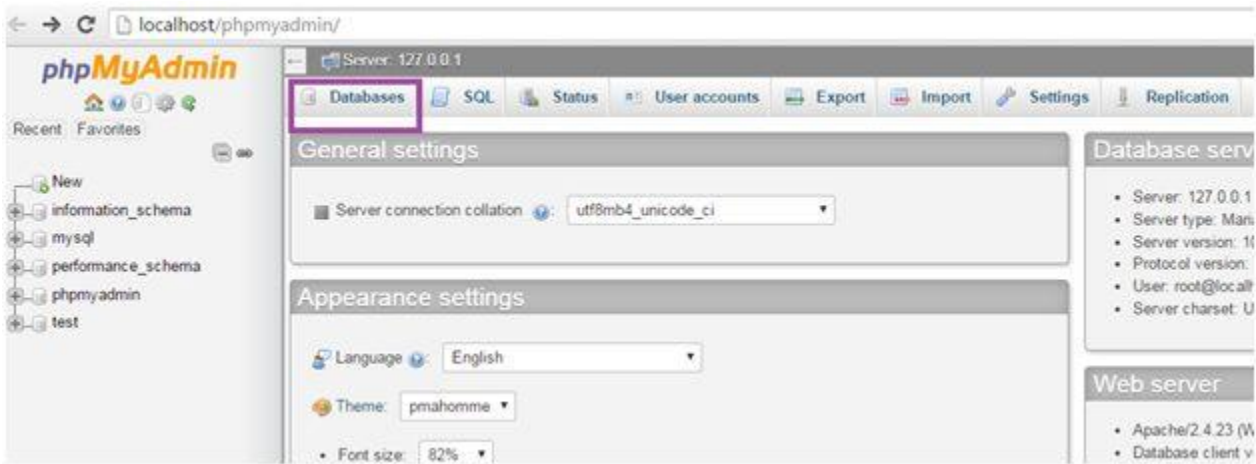 localhost/phpmyadmin/
phpMyAdmin
Recent Favorites
New
information_schema
mysql
performance_schema
phpmyadmin
test
Server: 127.0.0.1
Databases SQL Status User accounts Export Import Settings Replication
General settings
Server connection collation : utf8mb4_unicode_ci
Appearance settings
Language : English
Theme: pmahomme
• Font size: 82%
Database serv
• Server: 127.0.0.1
• Server type: Mari
• Server version: 10
• Protocol version:
• User: root@local
• Server charset: U
Web server
• Apache/2.4.23 (W
• Database client v